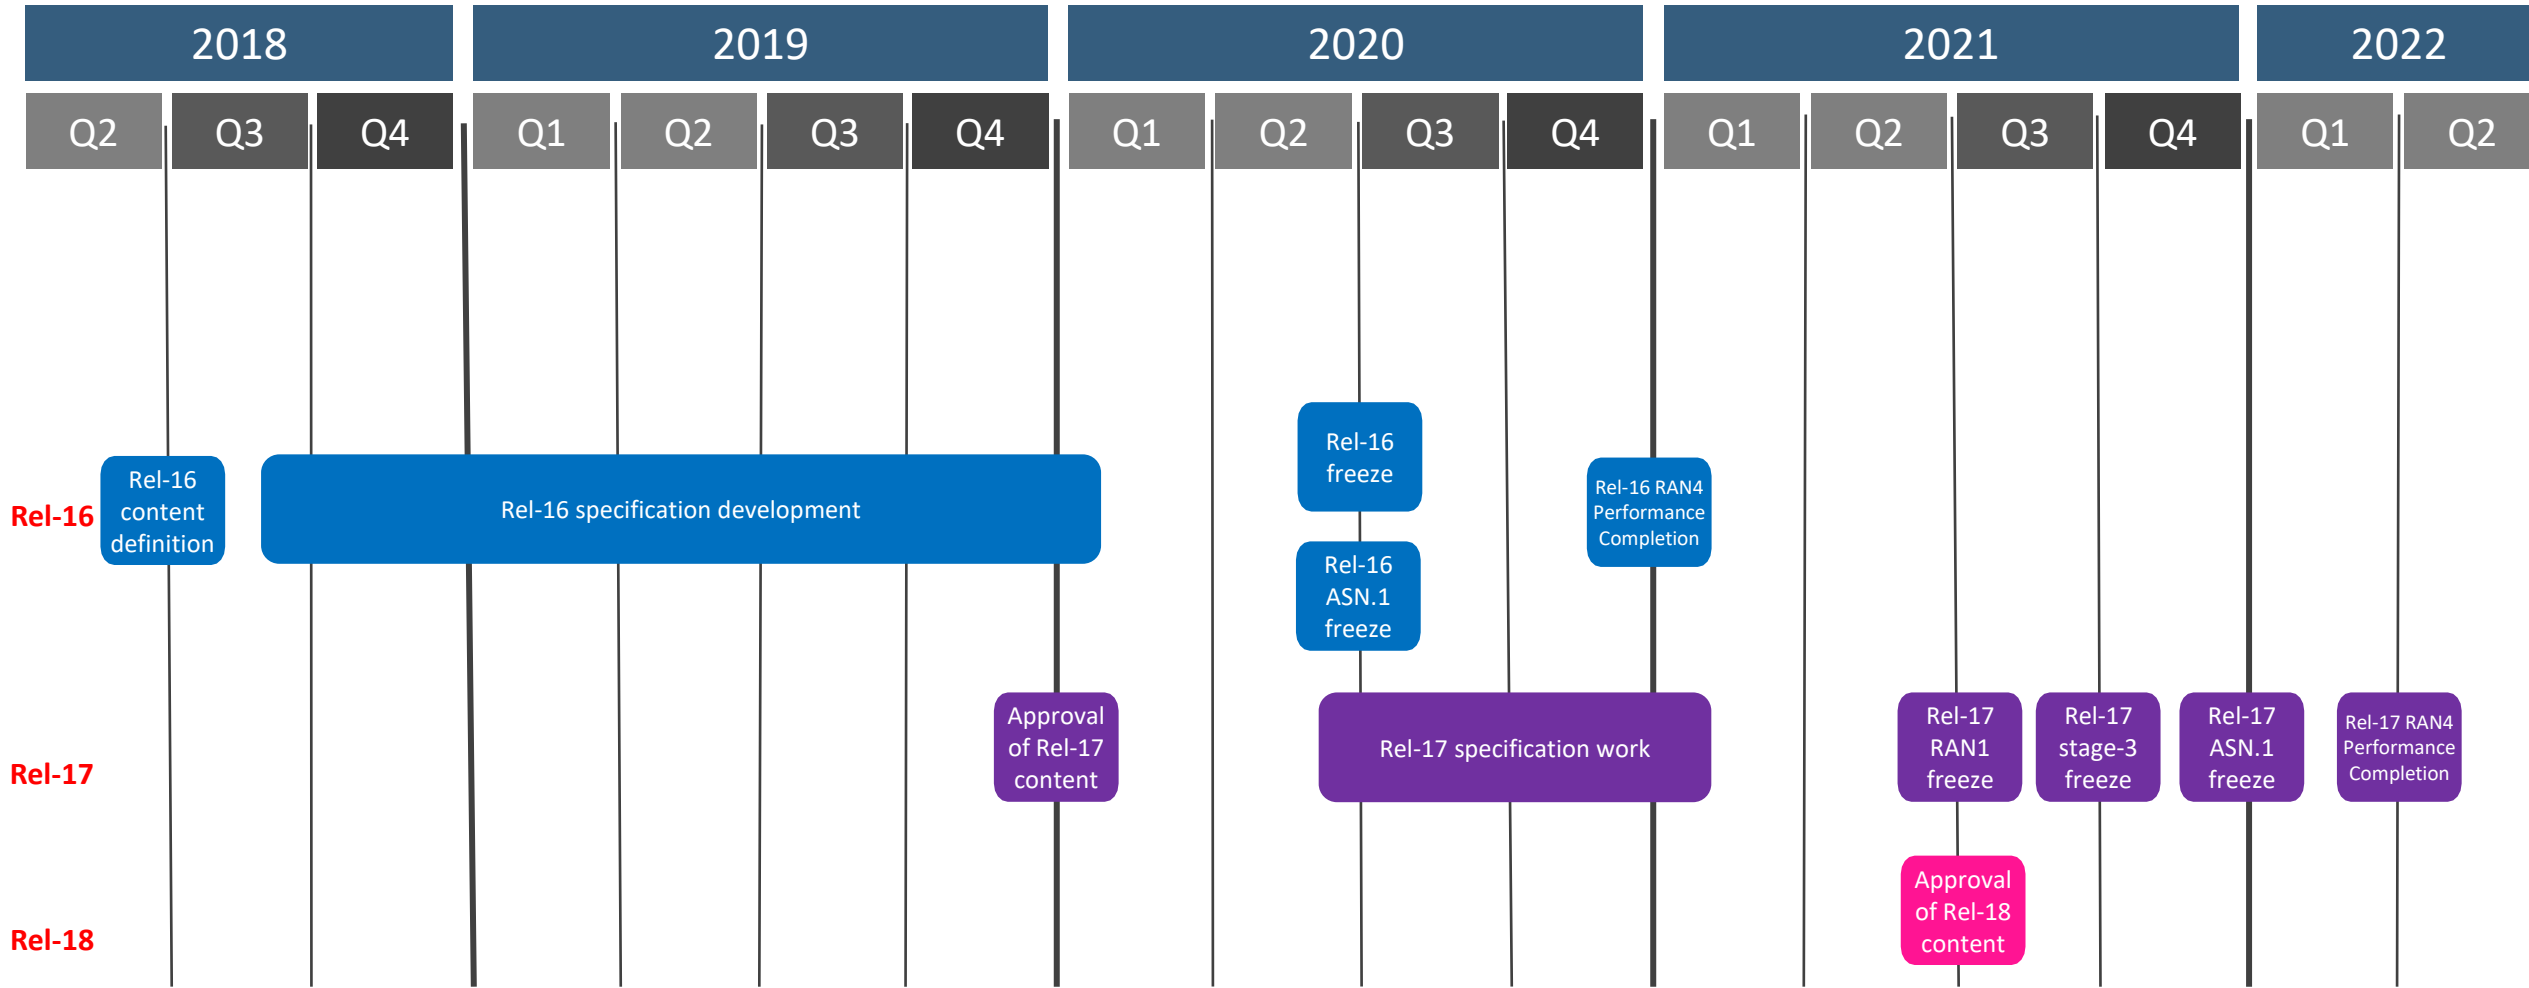 2018
2019
2020
2021
2022
Q2
Q3
Q4
Q1
Q2
Q3
Q4
Q1
Q2
Q3
Q4
Q1
Q2
Q3
Q4
Q1
Q2
Rel-16
Rel-16
content
definition
Rel-16 specification development
Rel-16
freeze
Rel-16
ASN.1
freeze
Rel-16 RAN4
Performance
Completion
Rel-17
Approval
of Rel-17
content
Rel-17 specification work
Rel-17
RAN1
freeze
Rel-17
stage-3
freeze
Rel-17
ASN.1
freeze
Rel-17 RAN4
Performance
Completion
Rel-18
Approval
of Rel-18
content